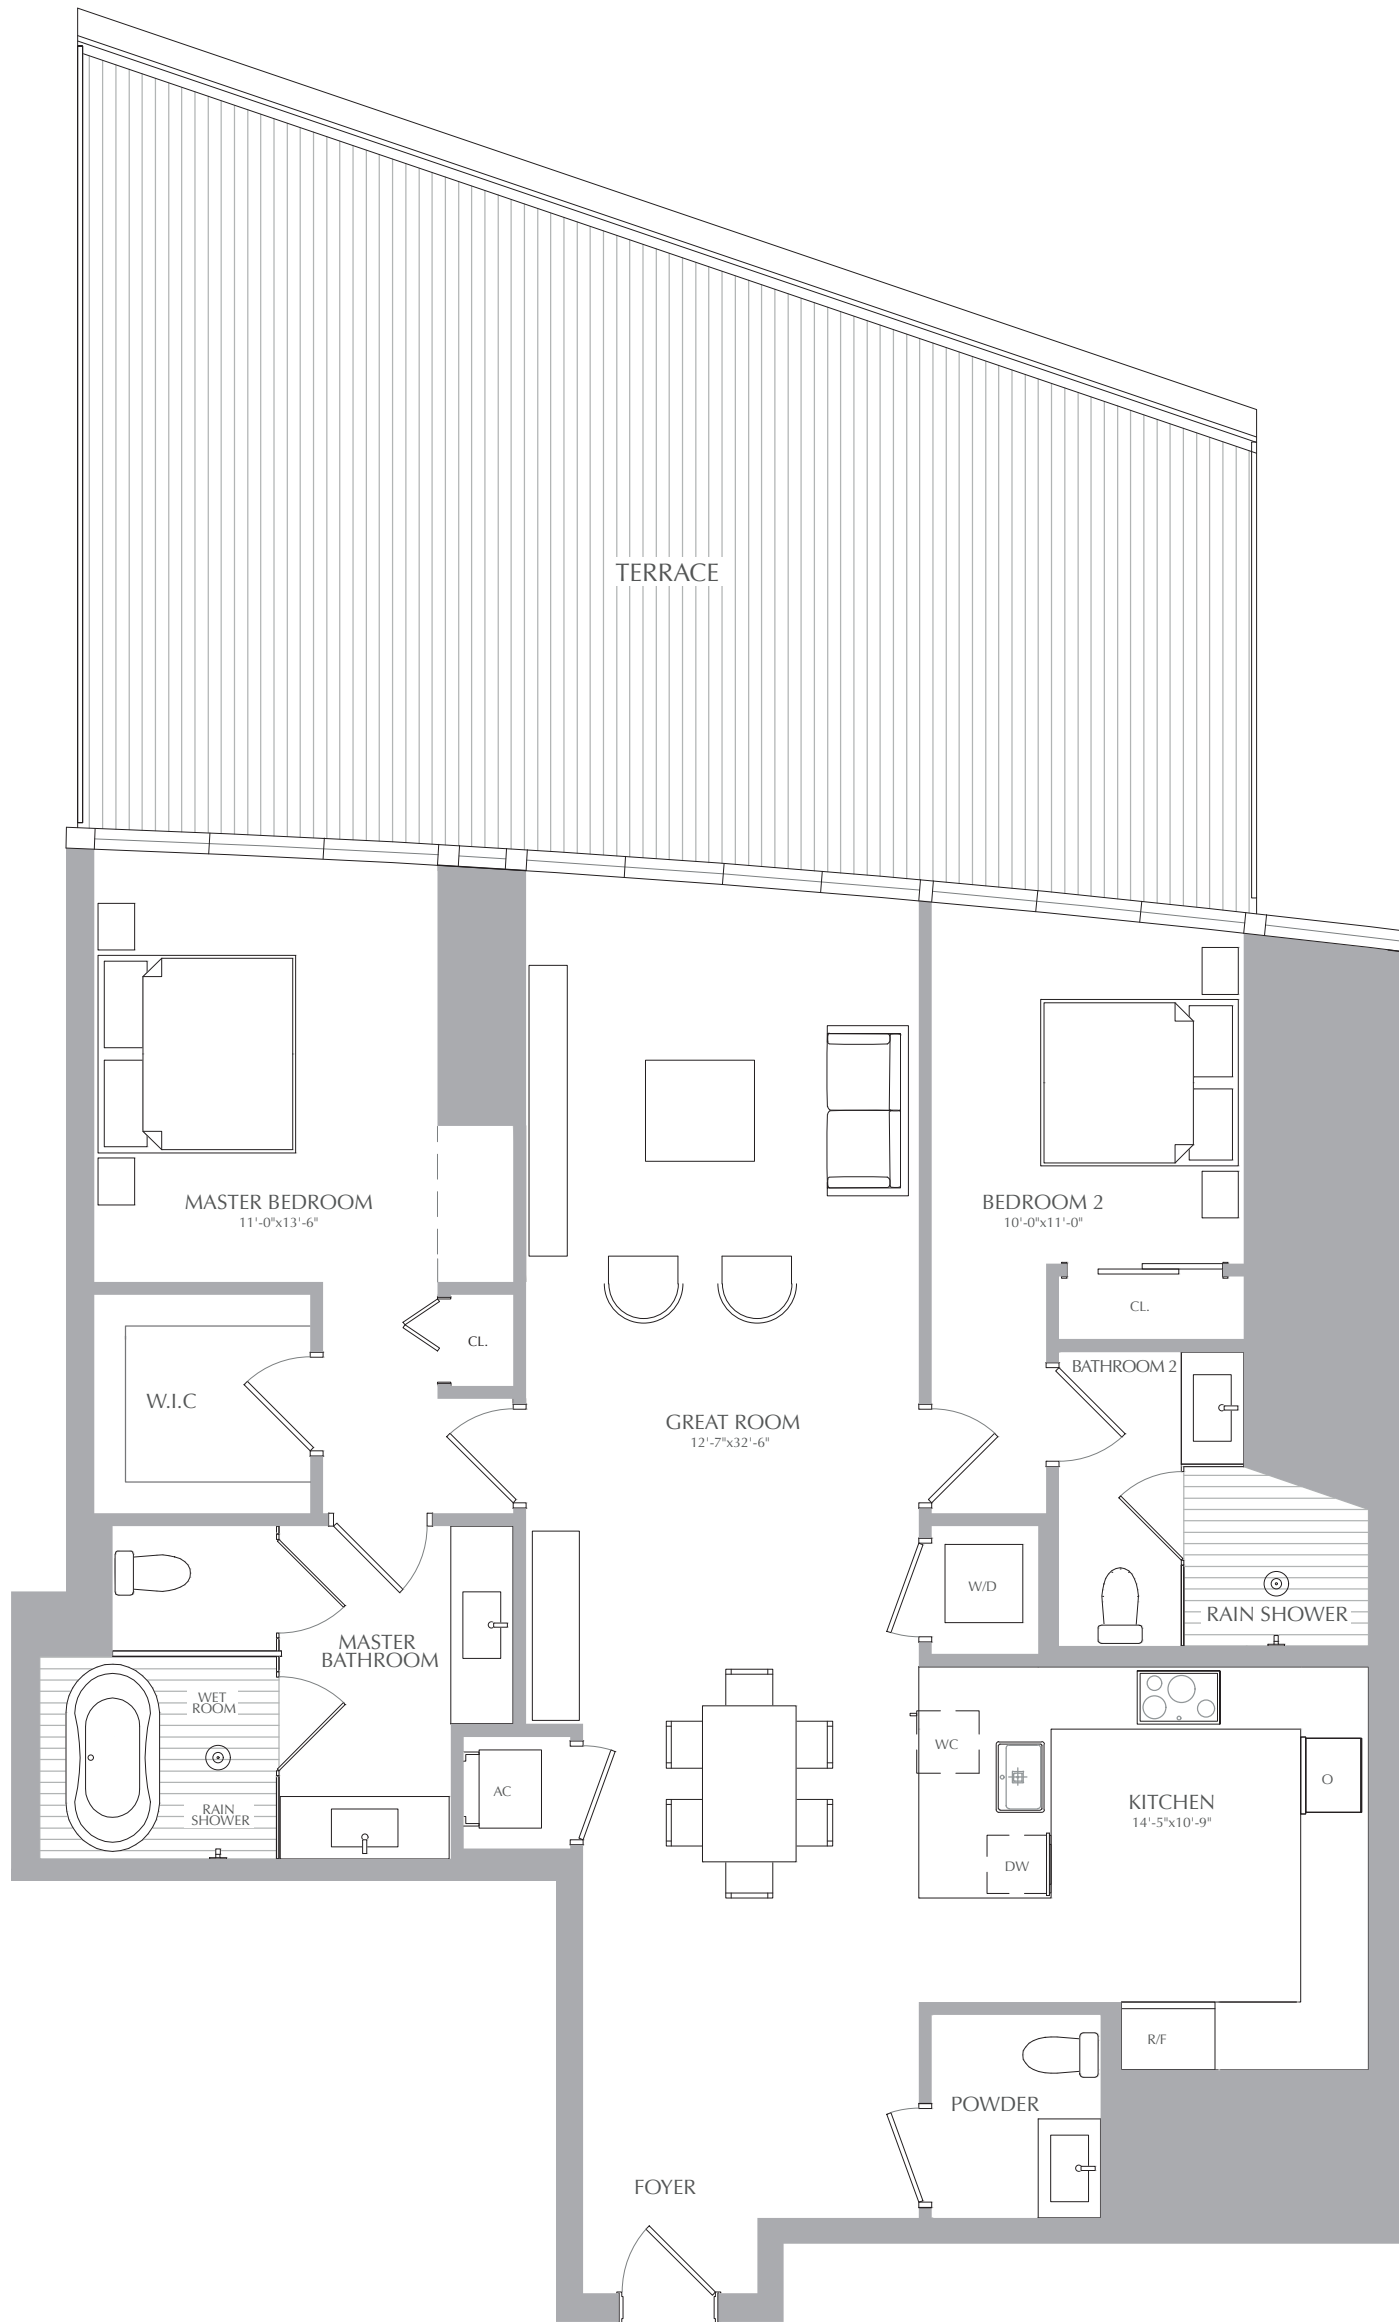 TERRACE
MASTER BEDROOM
11'-0"x13'-6"
BEDROOM 2
10'-0"x11'-0"
CL.
CL.
BATHROOM 2
W.I.C
GREAT ROOM
12'-7"x32'-6"
W/D
RAIN SHOWER
MASTER
BATHROOM
WET
ROOM
WC
AC
O
KITCHEN
14'-5"x10'-9"
RAIN
SHOWER
DW
R/F
POWDER
FOYER